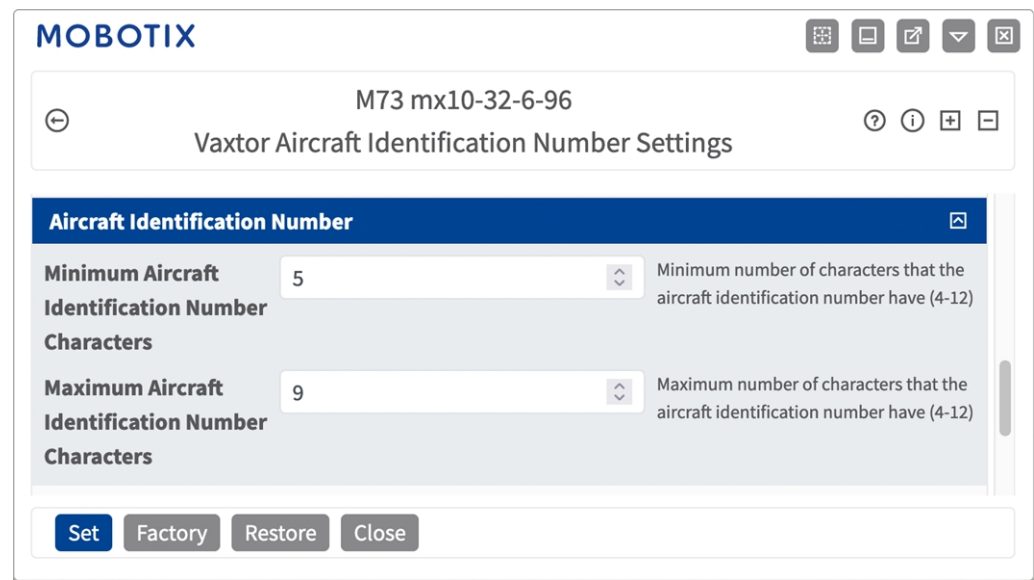 MOBOTIX
M73 mx10-32-6-96
Vaxtor Aircraft Identification Number Settings
Aircraft Identification Number
Minimum Aircraft
Identification Number
Characters
5
Minimum number of characters that the
aircraft identification number have (4-12)
Maximum Aircraft
Identification Number
Characters
9
Maximum number of characters that the
aircraft identification number have (4-12)
Set Factory Restore Close